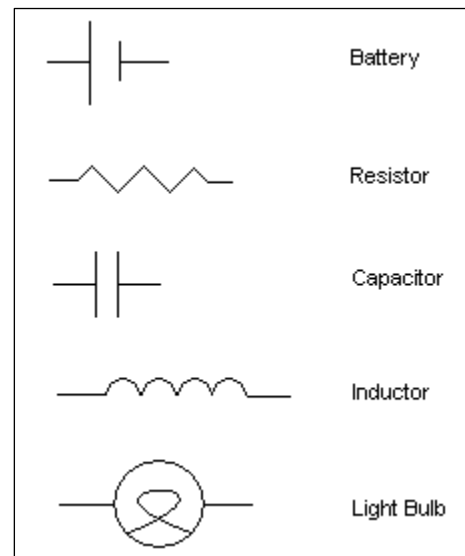 Battery
Resistor
Capacitor
Inductor
Light Bulb